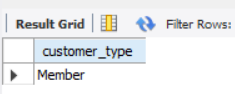 Result Grid Filter Rows:
customer_type
Member